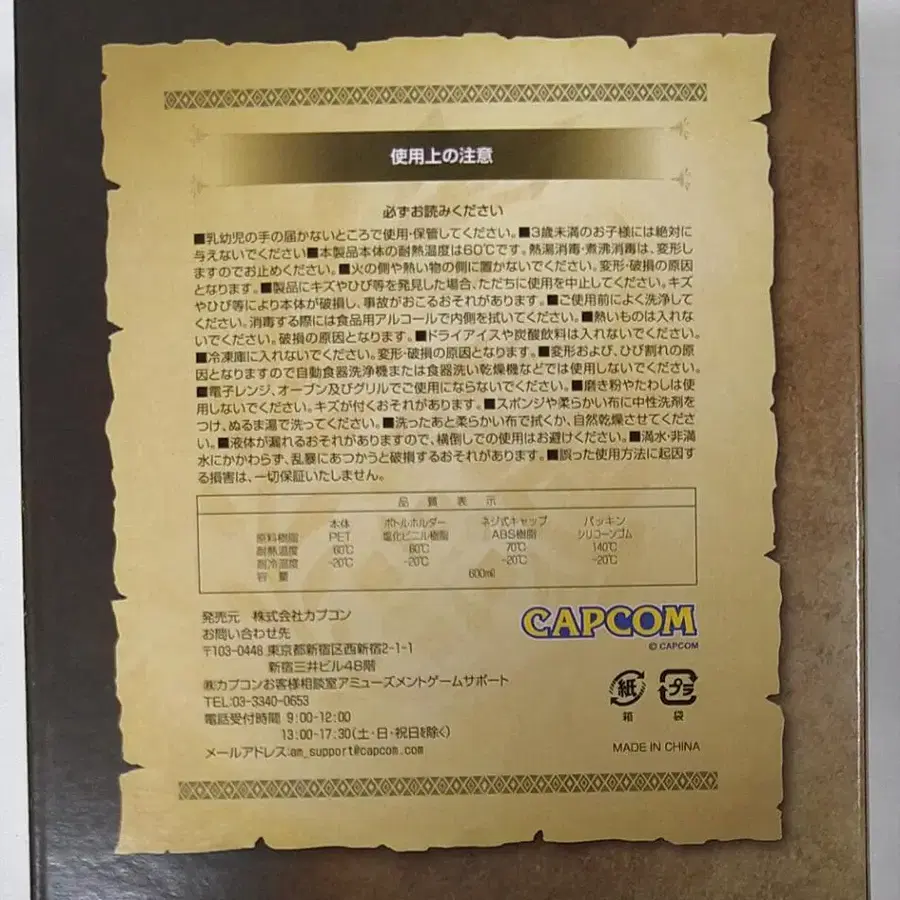 使用上の注意
必ずお読みください
■乳幼児の手の届かないところで使用・保管してください。■3歳未満のお子様には絶対に
与えないでください■本製品本体の耐熱温度は60℃です。熱湯消毒・煮沸消毒は、変形し
ますのでお止めください。■火の側や熱い物の側に置かないでください。変形・破損の原因
となります。■製品にキズやひび等を発見した場合、ただちに使用を中止してください。キズ
やひび等により本体が破損し、事故がおこるおそれがあります。■ご使用前によく洗浄して
ください。消毒する際には食品用アルコールで内側を拭いてください。■熱いものは入れな
いでください。破損の原因となります。■ドライアイスや炭酸飲料は入れないでください。
■冷凍庫に入れないでください。変形・破損の原因となります。■変形および、ひび割れの原
因となりますので自動食器洗浄機または食器洗い乾燥機などでは使用しないでください。
■電子レンジ、オーブン及びグリルでご使用にならないでください。■磨き粉やたわしは使
用しないでください。キズが付くおそれがあります。■スポンジや柔らかい布に中性洗剤を
つけ、ぬるま湯で洗ってください。■洗ったあと柔らかい布で拭くか、自然乾燥させてくださ
い。■液体が漏れるおそれがありますので、横倒しでの使用はお避けください。■満水・非満
水にかかわらず、乱暴にあつかうと破損するおそれがあります。■誤った使用方法に起因す
る損害は、一切保証いたしません。
品質表示
本体 ボトルホルダー ネジ式キャップ パッキン
原料樹脂 PET 塩化ビニル樹脂 ABS樹脂 シリコーンゴム
耐熱温度 60℃ 60℃ 70℃ 140℃
耐冷温度 -20℃ -20℃ -20℃ -20℃
容量 600ml
発売元 株式会社カプコン
お問い合わせ先
〒103-0448 東京都新宿区西新宿2-1-1
新宿三井ビル48階
㈱カプコンお客様相談室アミューズメントゲームサポート
TEL:03-3340-0653
電話受付時間 9:00-12:00
13:00-17:30(土・日・祝日を除く)
メールアドレス:am_support@capcom.com
CAPCOM
© CAPCOM
紙 プラ
箱 袋
MADE IN CHINA